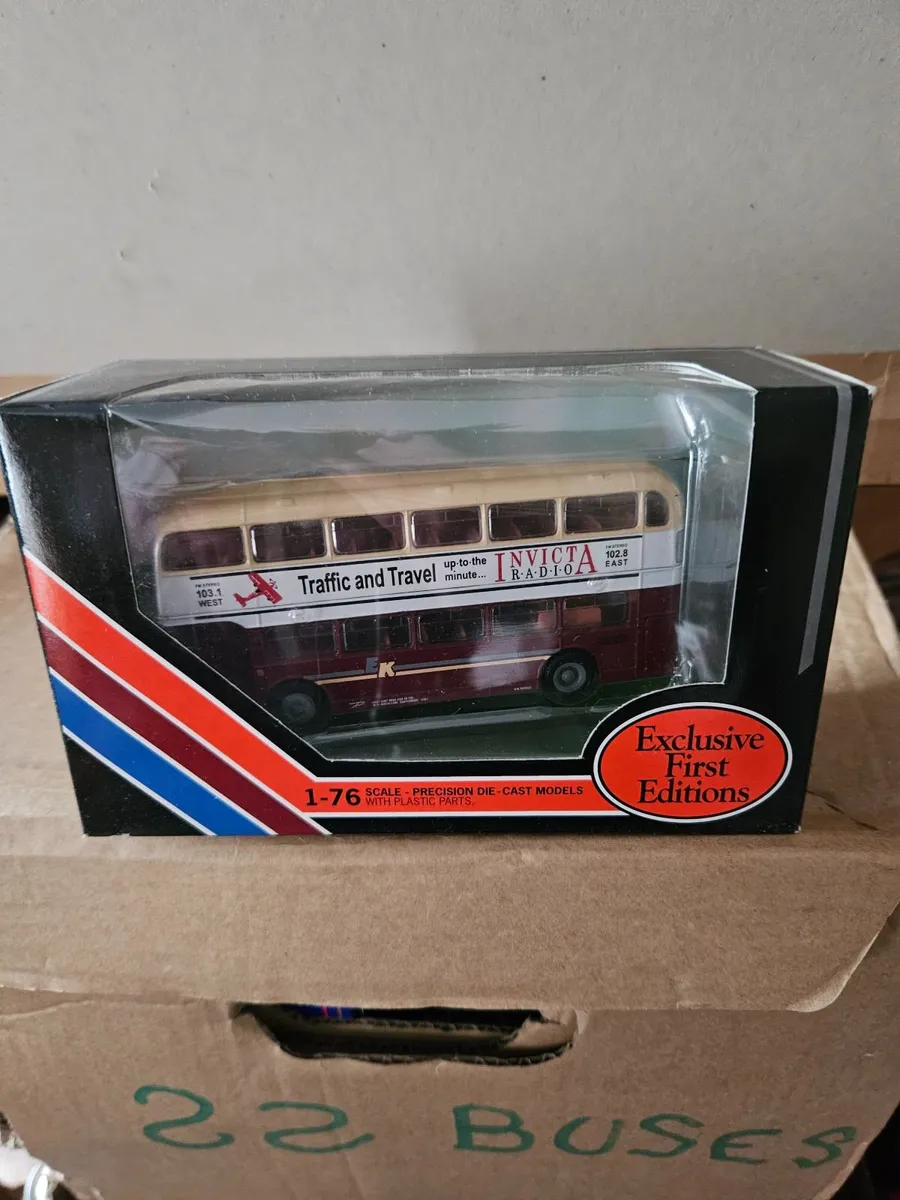 FM STEREO
103.1
WEST
Traffic and Travel
up-to-the
minute...
INVICTA
R·A·D·I·O
FM STEREO
102.8
EAST
EK
1-76 SCALE - PRECISION DIE-CAST MODELS
WITH PLASTIC PARTS.
Exclusive
First
Editions
22 BUSES